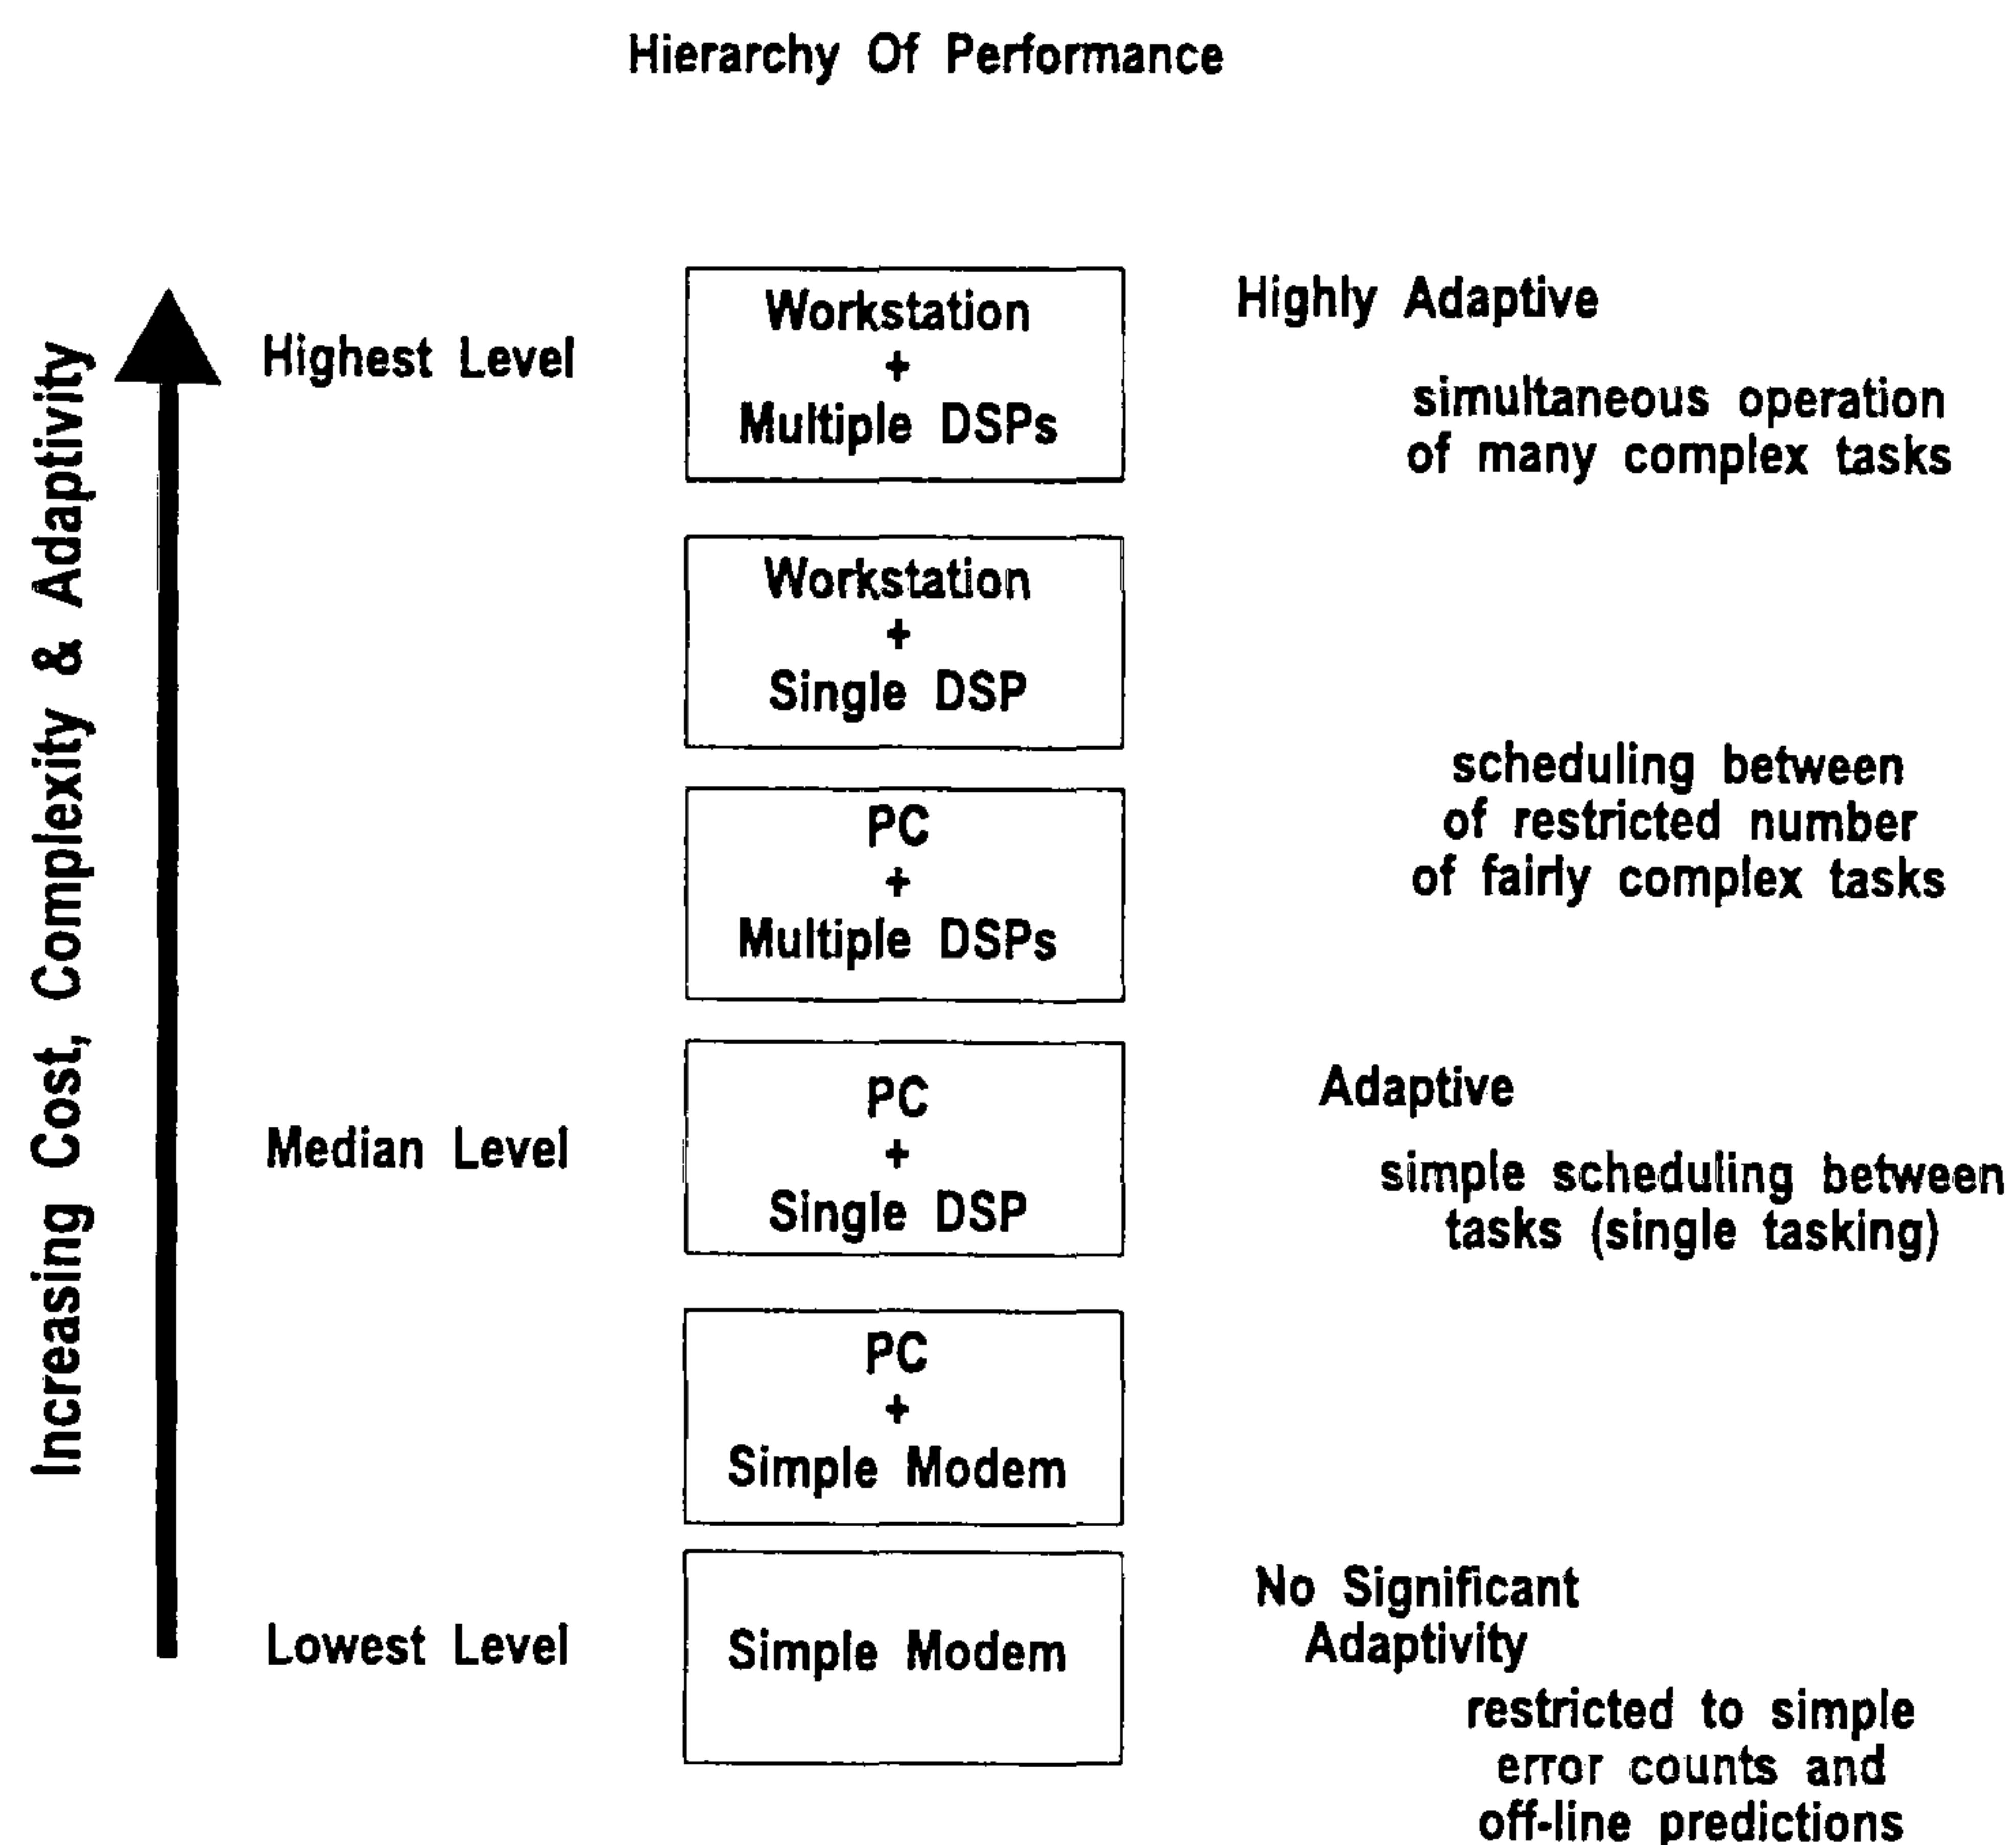 Hierarchy Of Performance
Increasing Cost, Complexity & Adaptivity
Highest Level
Workstation
+
Multiple DSPs
Highly Adaptive
simultaneous operation
of many complex tasks
Workstation
+
Single DSP
scheduling between
of restricted number
of fairly complex tasks
PC
+
Multiple DSPs
Median Level
PC
+
Single DSP
Adaptive
simple scheduling between
tasks (single tasking)
PC
+
Simple Modem
Lowest Level
Simple Modem
No Significant
Adaptivity
restricted to simple
error counts and
off-line predictions